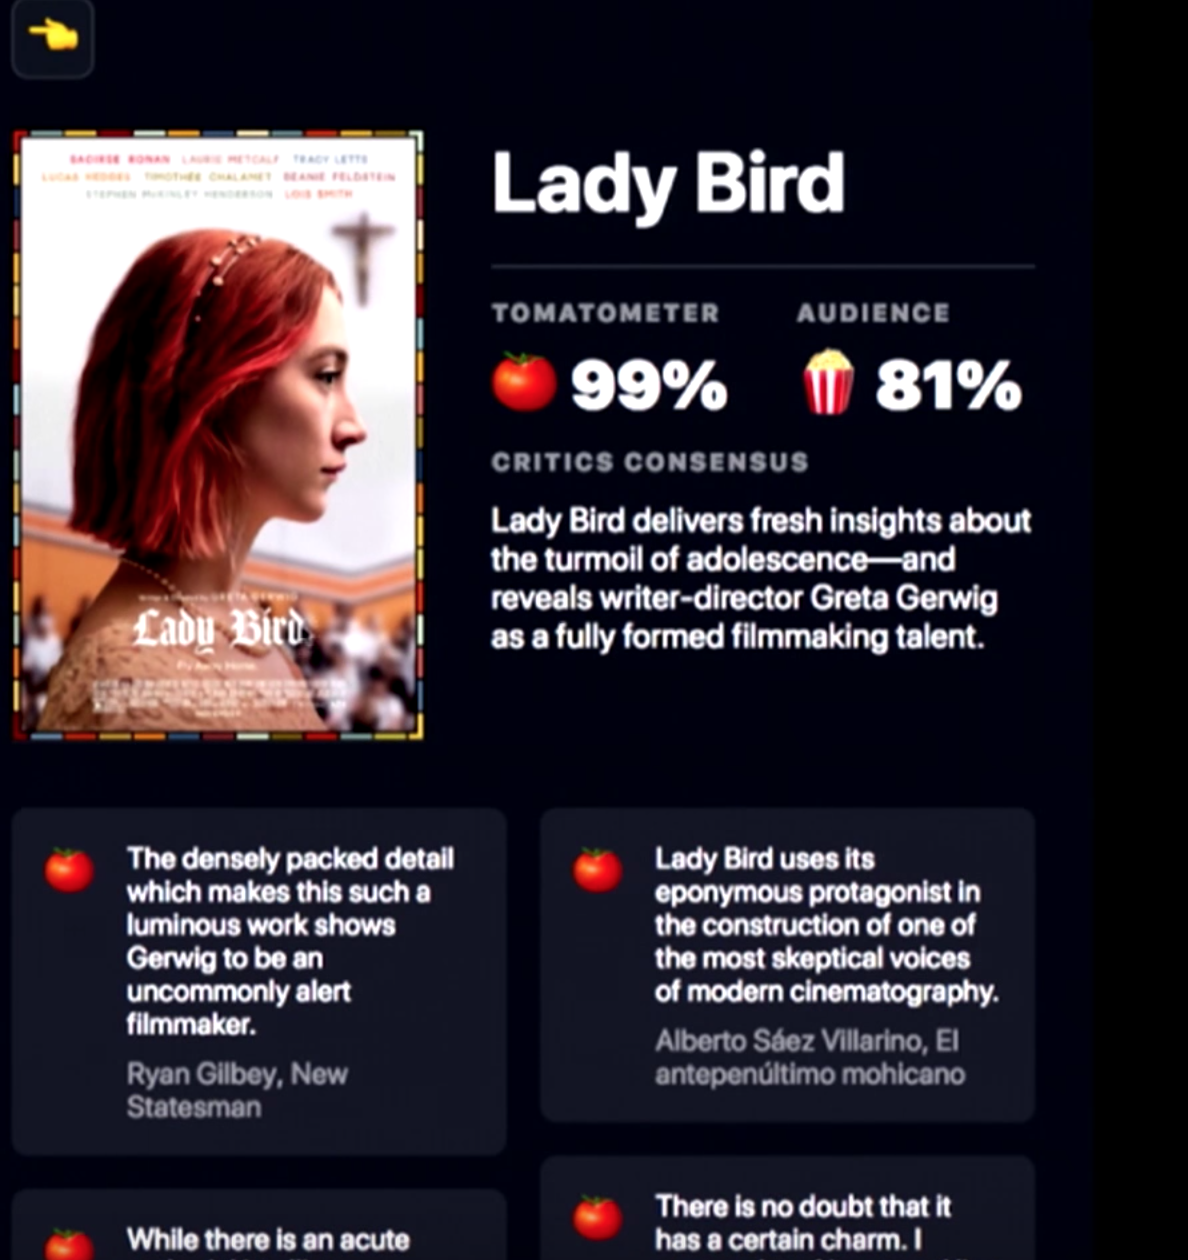 SAOIRSE RONAN LAURIE METCALF TRACY LETTS
LUCAS HEDGES TIMOTHÉE CHALAMET BEANIE FELDSTEIN
STEPHEN McKINLEY HENDERSON LOIS SMITH
Lady Bird
Lady Bird
TOMATOMETER AUDIENCE
99% 81%
CRITICS CONSENSUS
Lady Bird delivers fresh insights about
the turmoil of adolescence—and
reveals writer-director Greta Gerwig
as a fully formed filmmaking talent.
The densely packed detail
which makes this such a
luminous work shows
Gerwig to be an
uncommonly alert
filmmaker.
Ryan Gilbey, New
Statesman
Lady Bird uses its
eponymous protagonist in
the construction of one of
the most skeptical voices
of modern cinematography.
Alberto Sáez Villarino, El
antepenúltimo mohicano
While there is an acute
There is no doubt that it
has a certain charm. I